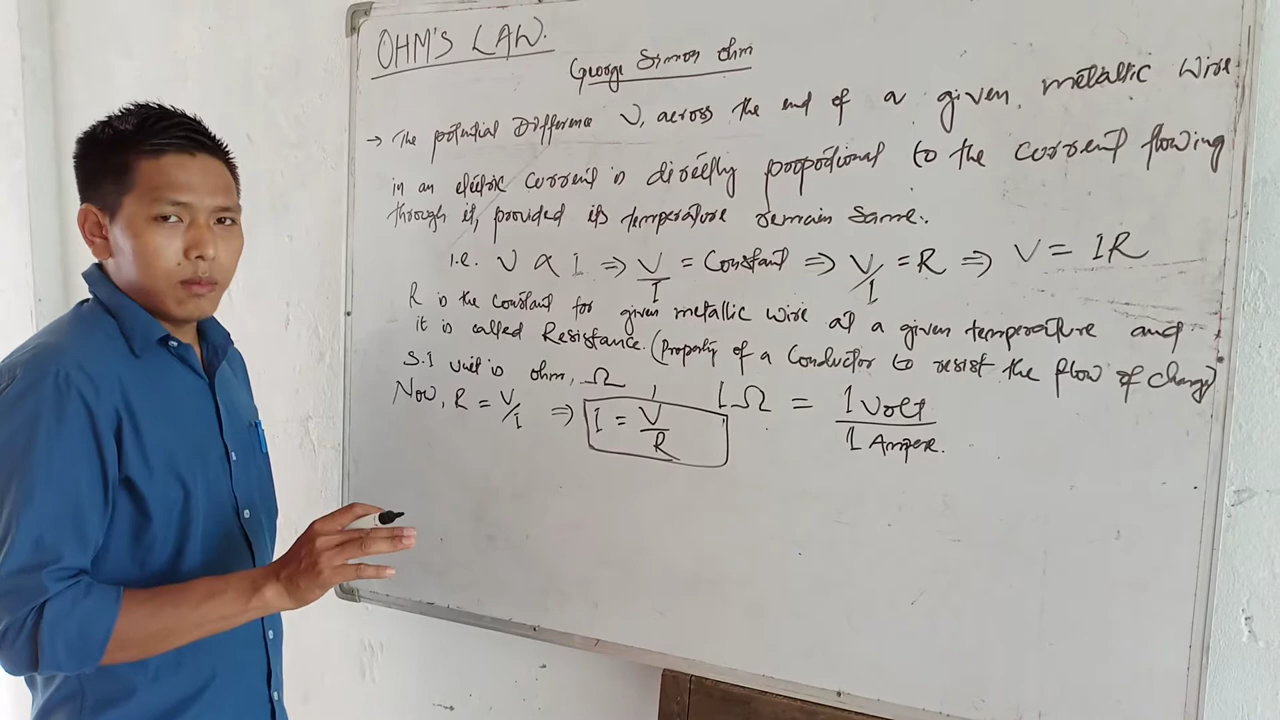 OHM'S LAW.
George Simon Ohm
→ The potential Difference V, across the end of a given metallic wire
in an electric current is directly proportional to the current flowing
through it, provided its temperature remain same.
i.e. V ∝ I ⇒ V/I = Constant ⇒ V/I = R ⇒ V = IR
R is the constant for given metallic wire at a given temperature and
it is called Resistance. (Property of a Conductor to resist the flow of charge)
S.I unit is ohm, Ω
Now, R = V/I ⇒ I = V/R 1Ω = 1 Volt / 1 Amper.